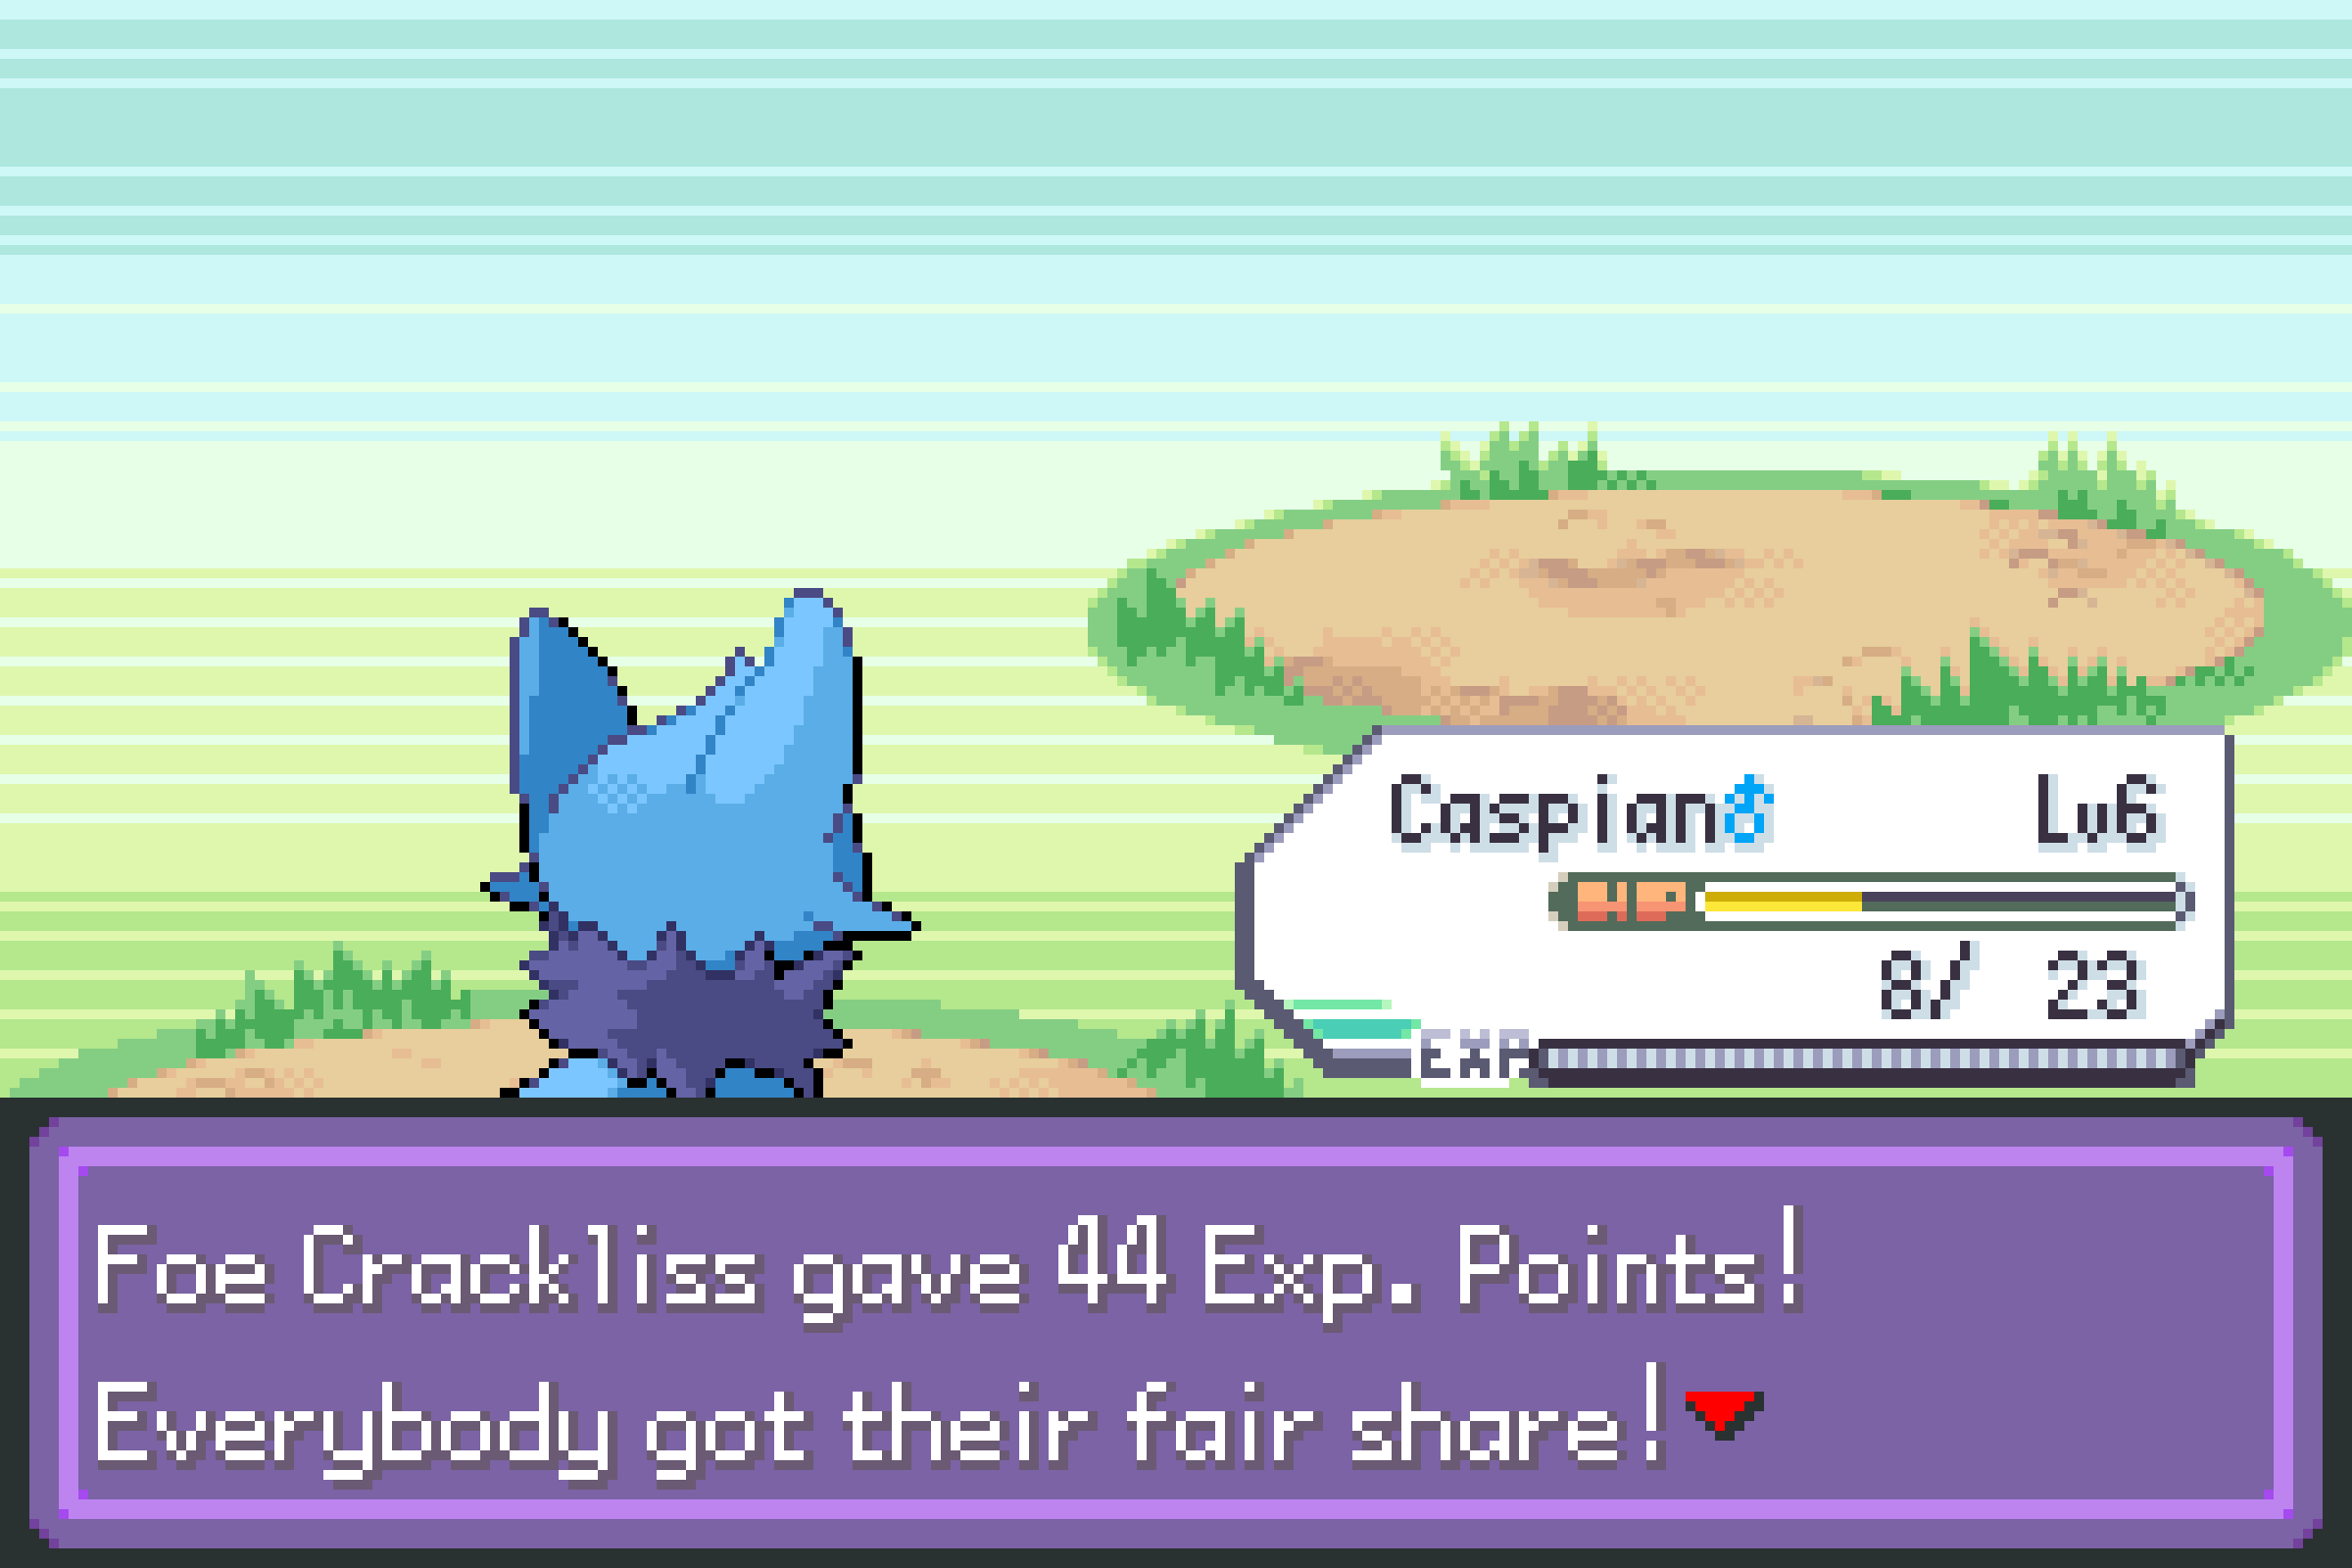 Caspian♂ Lv6
HP
8/ 23
EXP
Foe Crackliss gave 44 Exp. Points!
Everybody got their fair share!